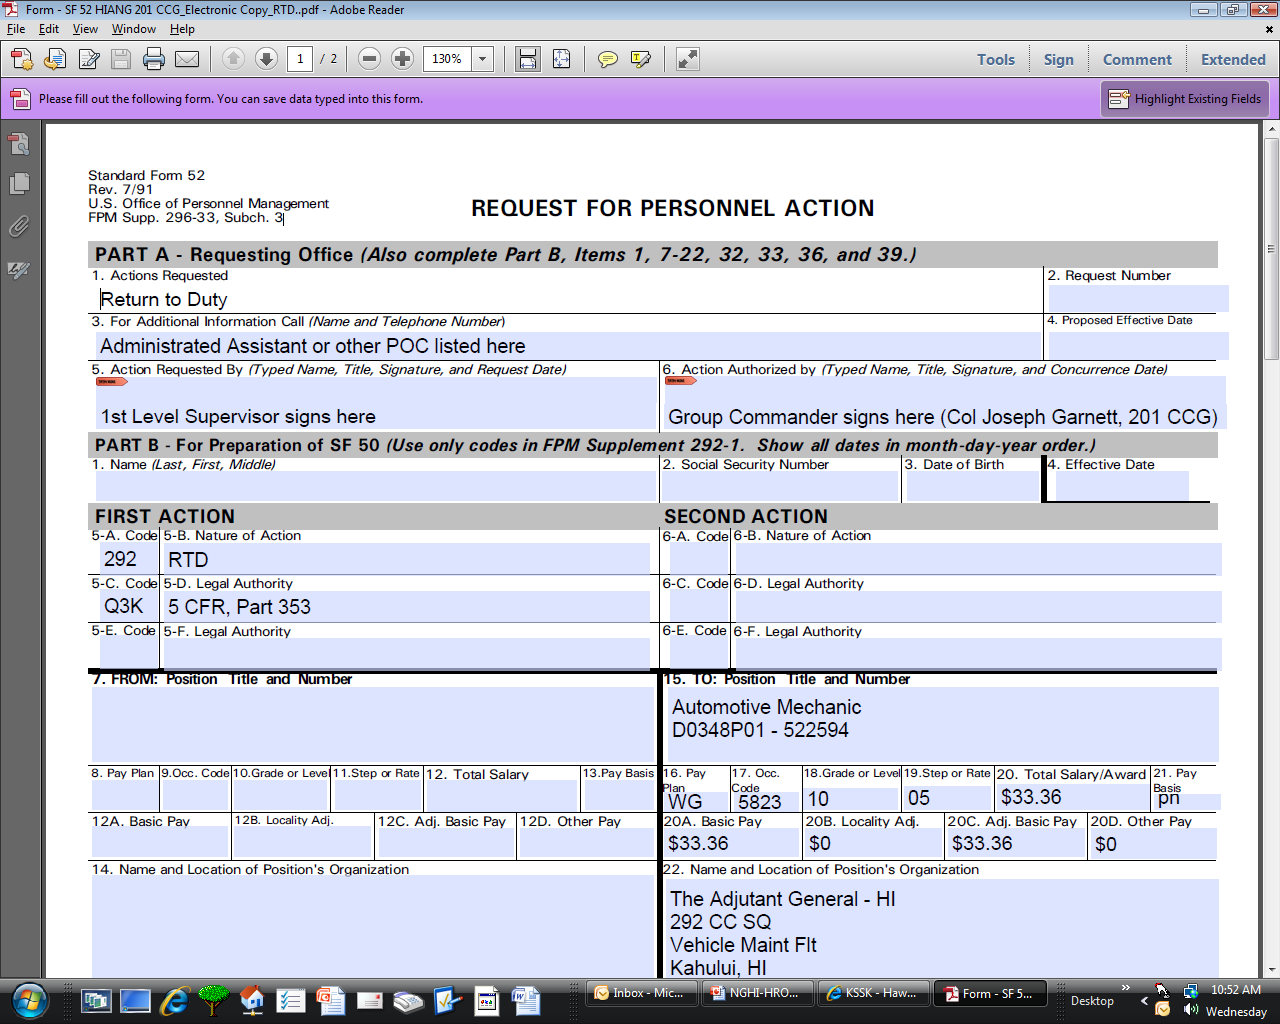 Form - SF 52 HIANG 201 CCG_Electronic Copy_RTD..pdf - Adobe Reader
File Edit View Window Help
1 / 2 130% Tools Sign Comment Extended
Please fill out the following form. You can save data typed into this form. Highlight Existing Fields
Standard Form 52
Rev. 7/91
U.S. Office of Personnel Management
FPM Supp. 296-33, Subch. 3
REQUEST FOR PERSONNEL ACTION
PART A - Requesting Office (Also complete Part B, Items 1, 7-22, 32, 33, 36, and 39.)
1. Actions Requested 2. Request Number
Return to Duty
3. For Additional Information Call (Name and Telephone Number) 4. Proposed Effective Date
Administrated Assistant or other POC listed here
5. Action Requested By (Typed Name, Title, Signature, and Request Date) 6. Action Authorized by (Typed Name, Title, Signature, and Concurrence Date)
1st Level Supervisor signs here Group Commander signs here (Col Joseph Garnett, 201 CCG)
PART B - For Preparation of SF 50 (Use only codes in FPM Supplement 292-1. Show all dates in month-day-year order.)
1. Name (Last, First, Middle) 2. Social Security Number 3. Date of Birth 4. Effective Date
FIRST ACTION SECOND ACTION
5-A. Code 5-B. Nature of Action 6-A. Code 6-B. Nature of Action
292 RTD
5-C. Code 5-D. Legal Authority 6-C. Code 6-D. Legal Authority
Q3K 5 CFR, Part 353
5-E. Code 5-F. Legal Authority 6-E. Code 6-F. Legal Authority
7. FROM: Position Title and Number 15. TO: Position Title and Number
Automotive Mechanic
D0348P01 - 522594
8. Pay Plan 9.Occ. Code 10.Grade or Level 11.Step or Rate 12. Total Salary 13.Pay Basis 16. Pay Plan 17. Occ. Code 18.Grade or Level 19.Step or Rate 20. Total Salary/Award 21. Pay Basis
WG 5823 10 05 $33.36 pn
12A. Basic Pay 12B. Locality Adj. 12C. Adj. Basic Pay 12D. Other Pay 20A. Basic Pay 20B. Locality Adj. 20C. Adj. Basic Pay 20D. Other Pay
$33.36 $0 $33.36 $0
14. Name and Location of Position's Organization 22. Name and Location of Position's Organization
The Adjutant General - HI
292 CC SQ
Vehicle Maint Flt
Kahului, HI
Inbox - Mic... NGHI-HRO... KSSK - Haw... Form - SF 5... Desktop 10:52 AM
Wednesday